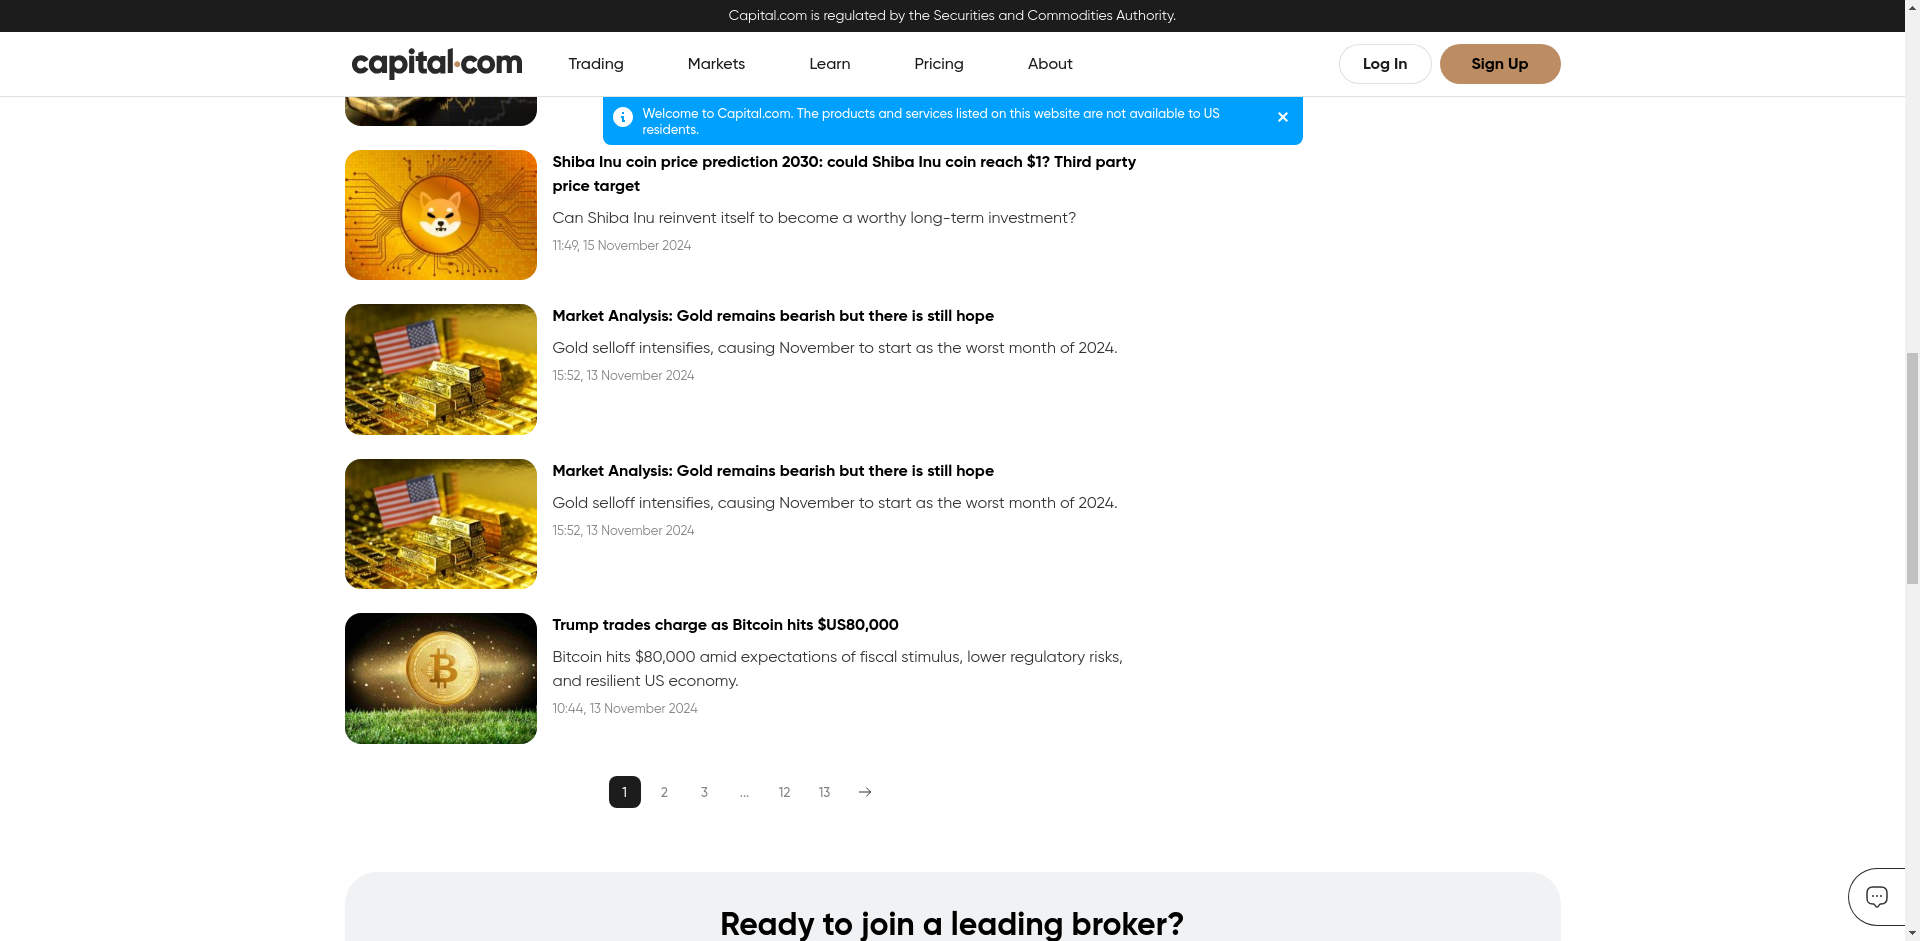 Capital.com is regulated by the Securities and Commodities Authority.
capital.com
Trading
Markets
Learn
Pricing
About
Log In
Sign Up
Welcome to Capital.com. The products and services listed on this website are not available to US
residents.
Shiba Inu coin price prediction 2030: could Shiba Inu coin reach $1? Third party
price target
Can Shiba Inu reinvent itself to become a worthy long-term investment?
11:49, 15 November 2024
Market Analysis: Gold remains bearish but there is still hope
Gold selloff intensifies, causing November to start as the worst month of 2024.
15:52, 13 November 2024
Market Analysis: Gold remains bearish but there is still hope
Gold selloff intensifies, causing November to start as the worst month of 2024.
15:52, 13 November 2024
Trump trades charge as Bitcoin hits $US80,000
Bitcoin hits $80,000 amid expectations of fiscal stimulus, lower regulatory risks,
and resilient US economy.
10:44, 13 November 2024
1 2 3 ... 12 13
Ready to join a leading broker?